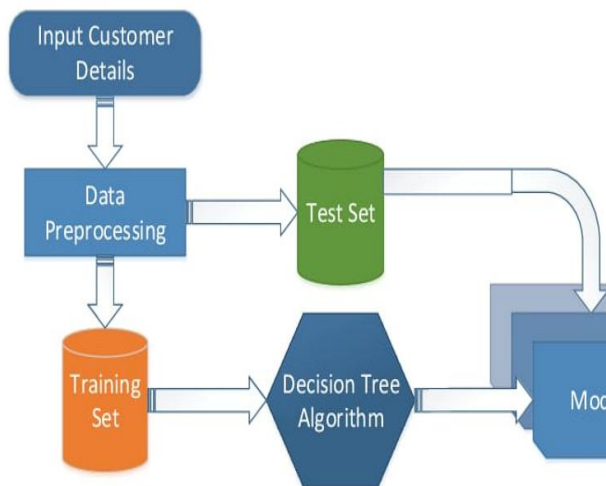 Input Customer
Details
Data
Preprocessing
Test Set
Training
Set
Decision Tree
Algorithm